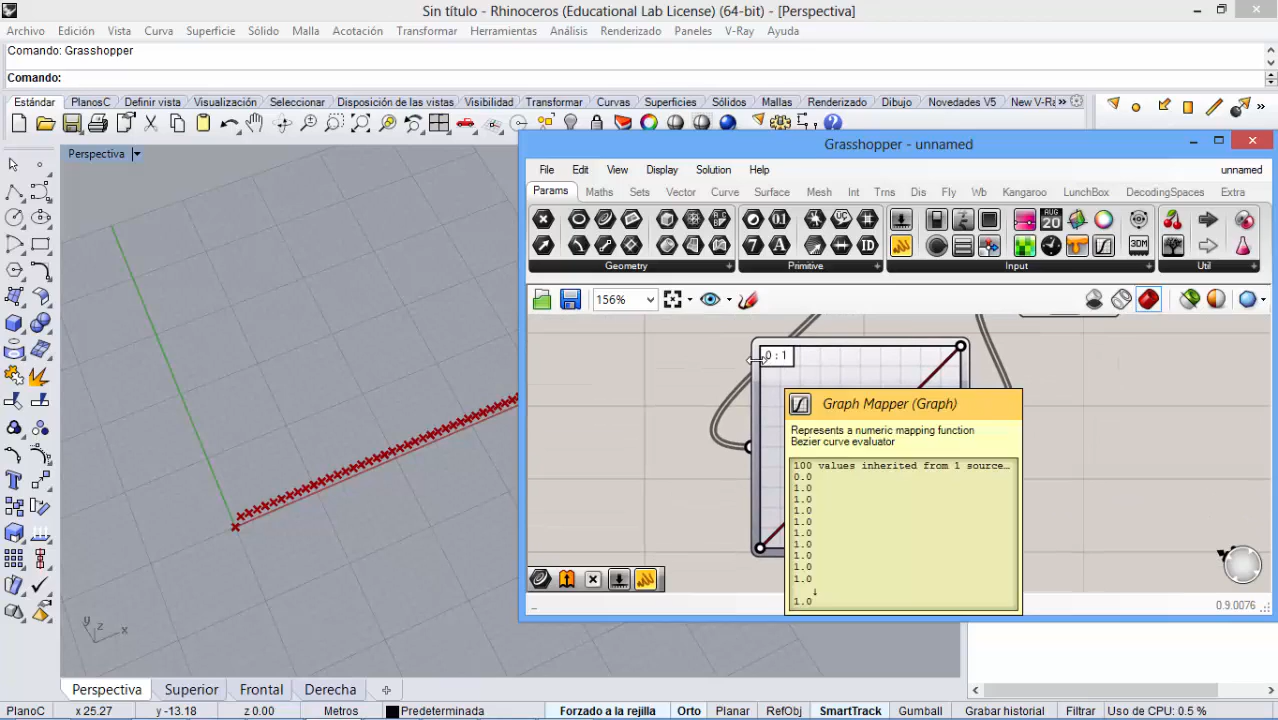 Sin título - Rhinoceros (Educational Lab License) (64-bit) - [Perspectiva]
Archivo Edición Vista Curva Superficie Sólido Malla Acotación Transformar Herramientas Análisis Renderizado Paneles V-Ray Ayuda
Comando: Grasshopper
Comando:
Estándar PlanosC Definir vista Visualización Seleccionar Disposición de las vistas Visibilidad Transformar Curvas Superficies Sólidos Mallas Renderizado Dibujo Novedades V5 New V-Ra
Perspectiva
Grasshopper - unnamed
File Edit View Display Solution Help unnamed
Params Maths Sets Vector Curve Surface Mesh Int Trns Dis Fly Wb Kangaroo LunchBox DecodingSpaces Extra
Geometry Primitive Input Util
156%
0 : 1
Graph Mapper (Graph)
Represents a numeric mapping function
Bezier curve evaluator
100 values inherited from 1 source…
0.0
1.0
1.0
1.0
1.0
1.0
1.0
1.0
1.0
1.0
↓
1.0
0.9.0076
y z x
Perspectiva Superior Frontal Derecha
PlanoC x 25.27 y -13.18 z 0.00 Metros Predeterminada Forzado a la rejilla Orto Planar RefObj SmartTrack Gumball Grabar historial Filtrar Uso de CPU: 0.5 %